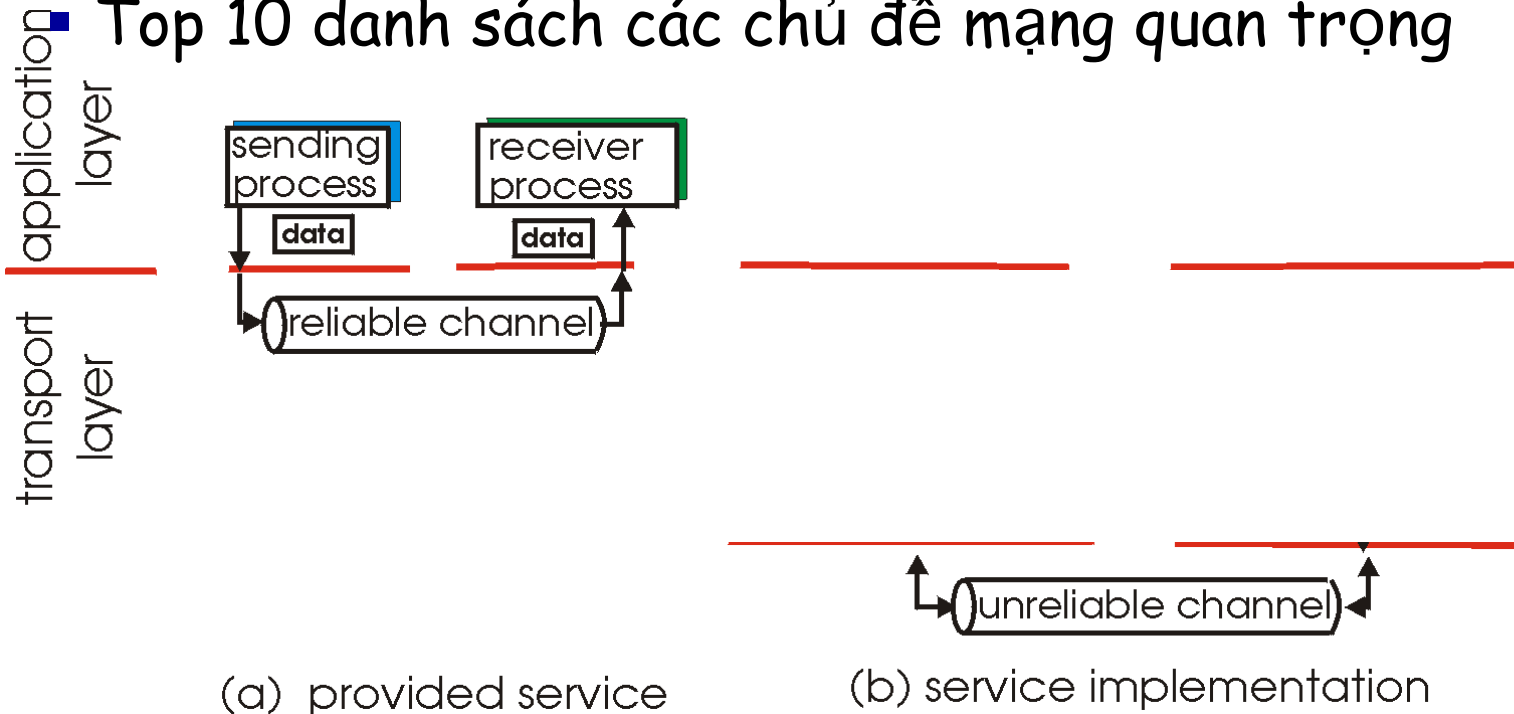 Top 10 danh sách các chủ đề mạng quan trọng
application
layer
sending
process
receiver
process
data
data
reliable channel
transport
layer
unreliable channel
(a) provided service
(b) service implementation